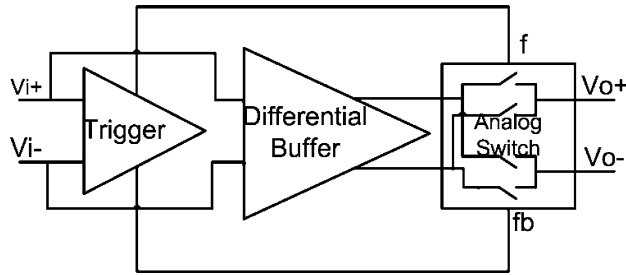 f
Vi+
Vo+
Trigger
Differential
Buffer
Analog
Switch
Vi-
Vo-
fb